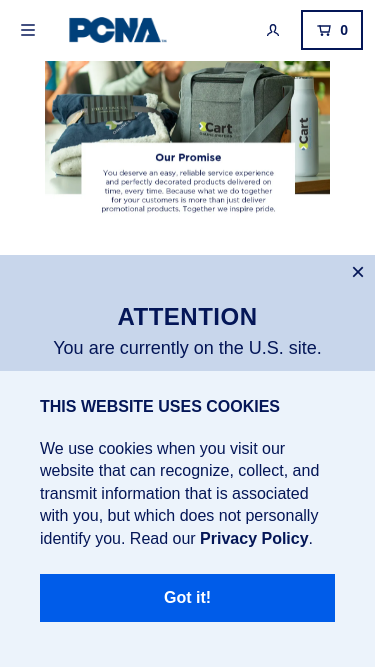 PCNA
0
xCart
xCart
Our Promise
You deserve an easy, reliable service experience
and perfectly decorated products delivered on
time, every time. Because what we do together
for your customers is more than just deliver
promotional products. Together we inspire pride.
ATTENTION
You are currently on the U.S. site.
THIS WEBSITE USES COOKIES
We use cookies when you visit our
website that can recognize, collect, and
transmit information that is associated
with you, but which does not personally
identify you. Read our Privacy Policy.
Got it!